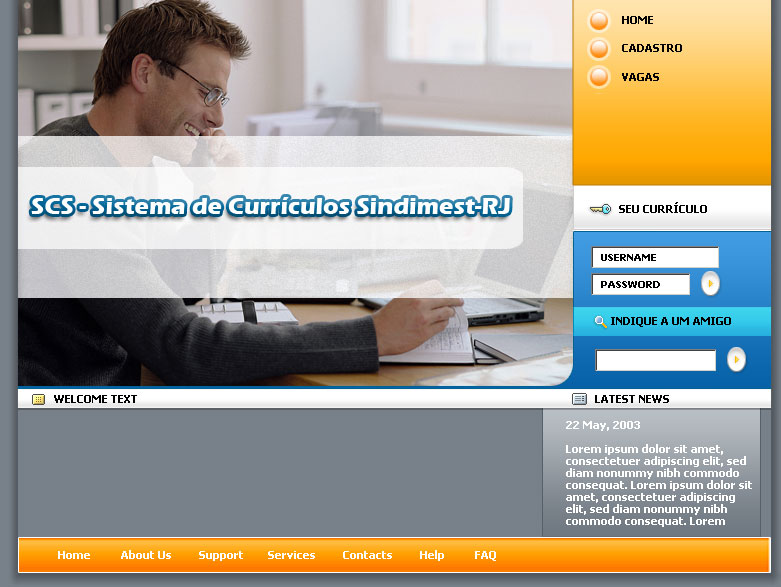 HOME
CADASTRO
VAGAS
SCS - Sistema de Currículos Sindimest-RJ
SEU CURRÍCULO
USERNAME
PASSWORD
INDIQUE A UM AMIGO
WELCOME TEXT
LATEST NEWS
22 May, 2003
Lorem ipsum dolor sit amet,
consectetuer adipiscing elit, sed
diam nonummy nibh commodo
consequat. Lorem ipsum dolor sit
amet, consectetuer adipiscing
elit, sed diam nonummy nibh
commodo consequat. Lorem
Home About Us Support Services Contacts Help FAQ